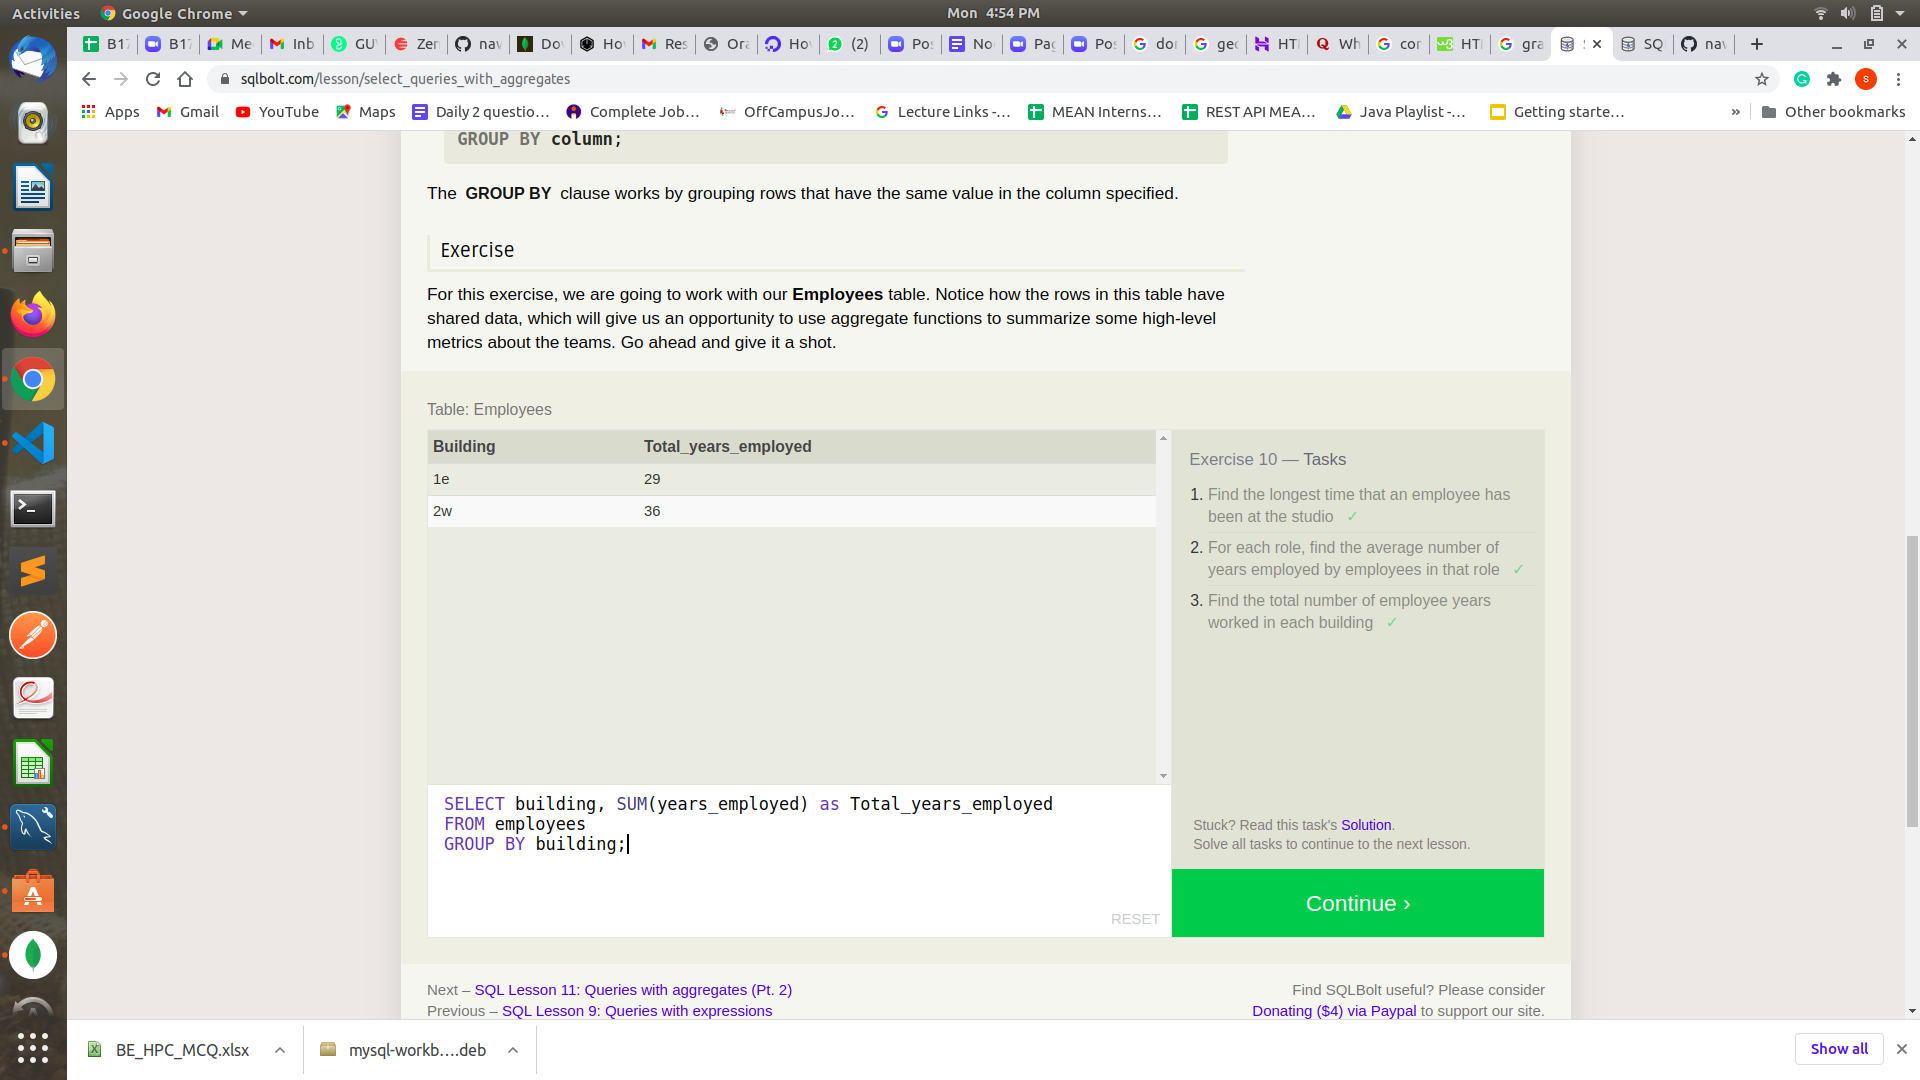 Activities Google Chrome Mon 4:54 PM
B17 B17 Me Inb GU Zen nav Do Ho Res Ora Ho (2) Pos No Pag Pos dor geo HTI Wh cor HTI gra SQ nav
sqlbolt.com/lesson/select_queries_with_aggregates
Apps Gmail YouTube Maps Daily 2 questio... Complete Job... OffCampusJo... Lecture Links -... MEAN Interns... REST API MEA... Java Playlist -... Getting starte... » Other bookmarks
GROUP BY column;
The GROUP BY clause works by grouping rows that have the same value in the column specified.
Exercise
For this exercise, we are going to work with our Employees table. Notice how the rows in this table have
shared data, which will give us an opportunity to use aggregate functions to summarize some high-level
metrics about the teams. Go ahead and give it a shot.
Table: Employees
Building Total_years_employed
1e 29
2w 36
Exercise 10 — Tasks
1. Find the longest time that an employee has
been at the studio ✓
2. For each role, find the average number of
years employed by employees in that role ✓
3. Find the total number of employee years
worked in each building ✓
SELECT building, SUM(years_employed) as Total_years_employed
FROM employees
GROUP BY building;
RESET
Stuck? Read this task's Solution.
Solve all tasks to continue to the next lesson.
Continue ›
Next – SQL Lesson 11: Queries with aggregates (Pt. 2)
Previous – SQL Lesson 9: Queries with expressions
Find SQLBolt useful? Please consider
Donating ($4) via Paypal to support our site.
BE_HPC_MCQ.xlsx mysql-workb....deb Show all